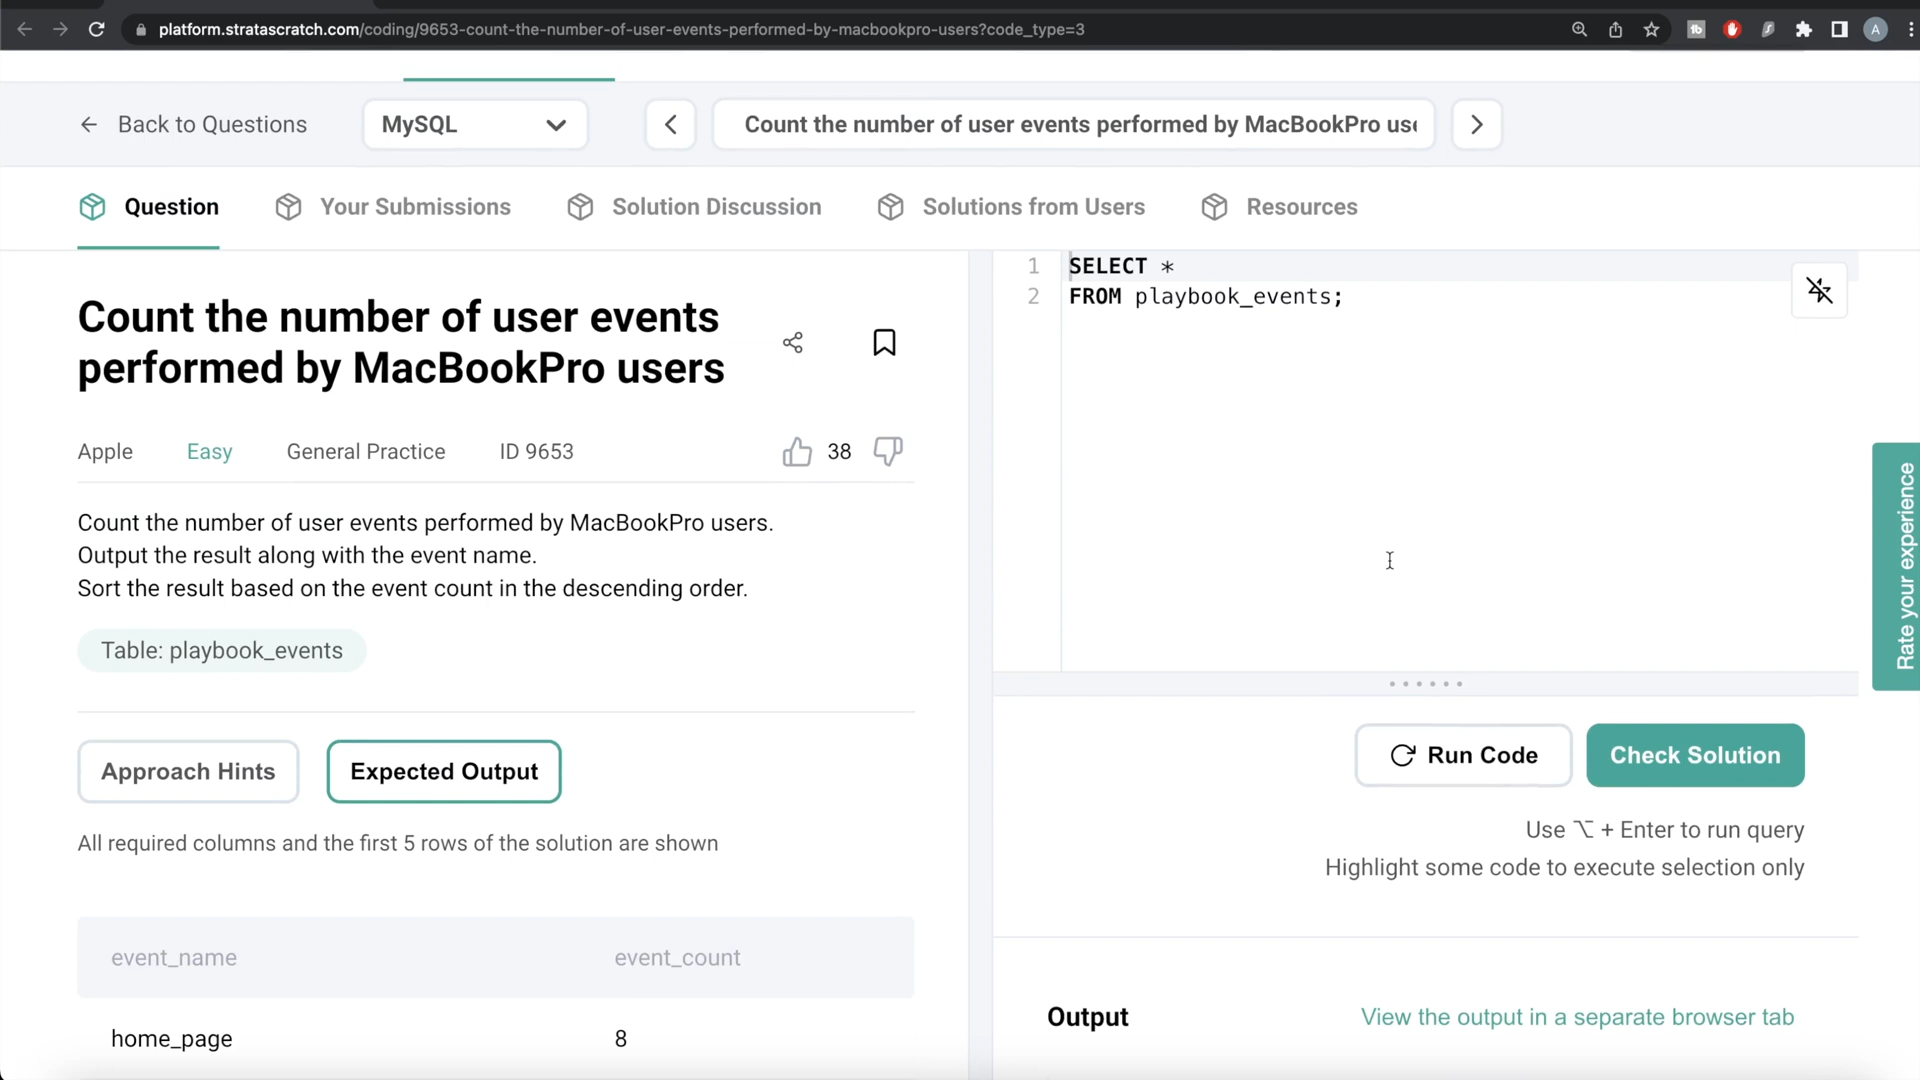 platform.stratascratch.com/coding/9653-count-the-number-of-user-events-performed-by-macbookpro-users?code_type=3
tb
A
Back to Questions
MySQL
Count the number of user events performed by MacBookPro us
Question
Your Submissions
Solution Discussion
Solutions from Users
Resources
Count the number of user events
performed by MacBookPro users
Apple
Easy
General Practice
ID 9653
38
Count the number of user events performed by MacBookPro users.
Output the result along with the event name.
Sort the result based on the event count in the descending order.
Table: playbook_events
Approach Hints
Expected Output
All required columns and the first 5 rows of the solution are shown
event_name event_count
home_page 8
1 SELECT *
2 FROM playbook_events;
Run Code
Check Solution
Use ⌥ + Enter to run query
Highlight some code to execute selection only
Output
View the output in a separate browser tab
Rate your experience